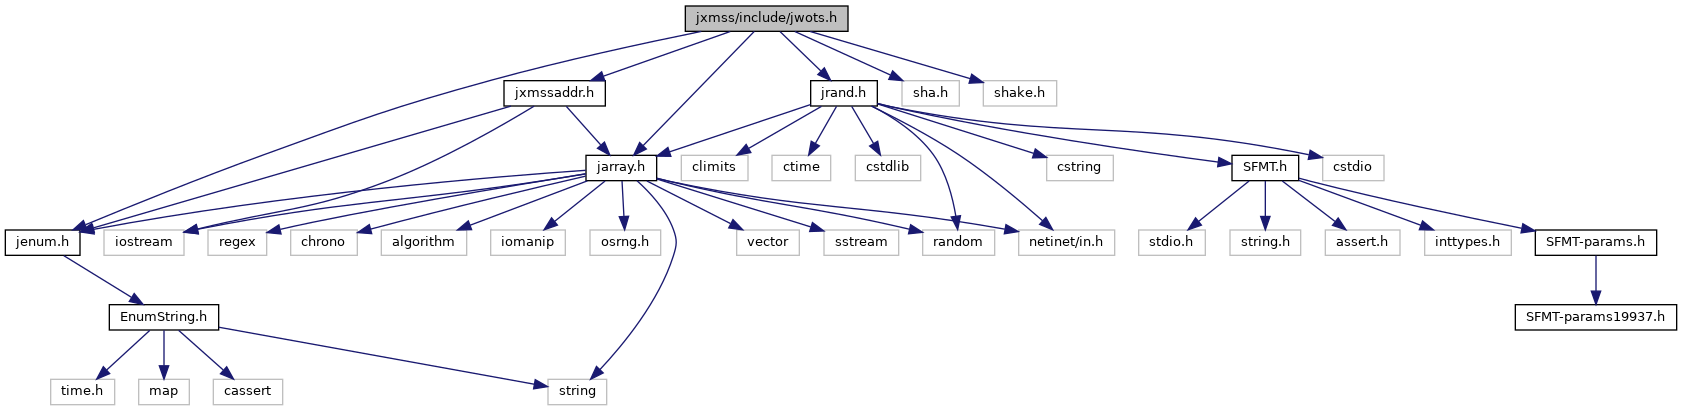 jxmss/include/jwots.h
jxmssaddr.h
jrand.h
sha.h
shake.h
jarray.h
climits
ctime
cstdlib
cstring
SFMT.h
cstdio
jenum.h
iostream
regex
chrono
algorithm
iomanip
osrng.h
vector
sstream
random
netinet/in.h
stdio.h
string.h
assert.h
inttypes.h
SFMT-params.h
EnumString.h
SFMT-params19937.h
time.h
map
cassert
string